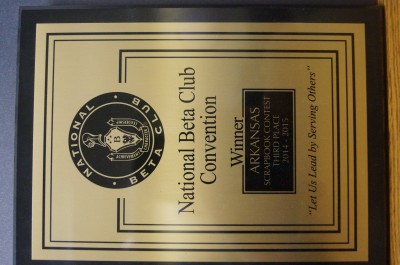 NATIONAL
BETA CLUB
B
National Beta Club
Convention
Winner
ARKANSAS
SCRAPBOOK CONTEST
THIRD PLACE
2014 - 2015
"Let Us Lead by Serving Others"